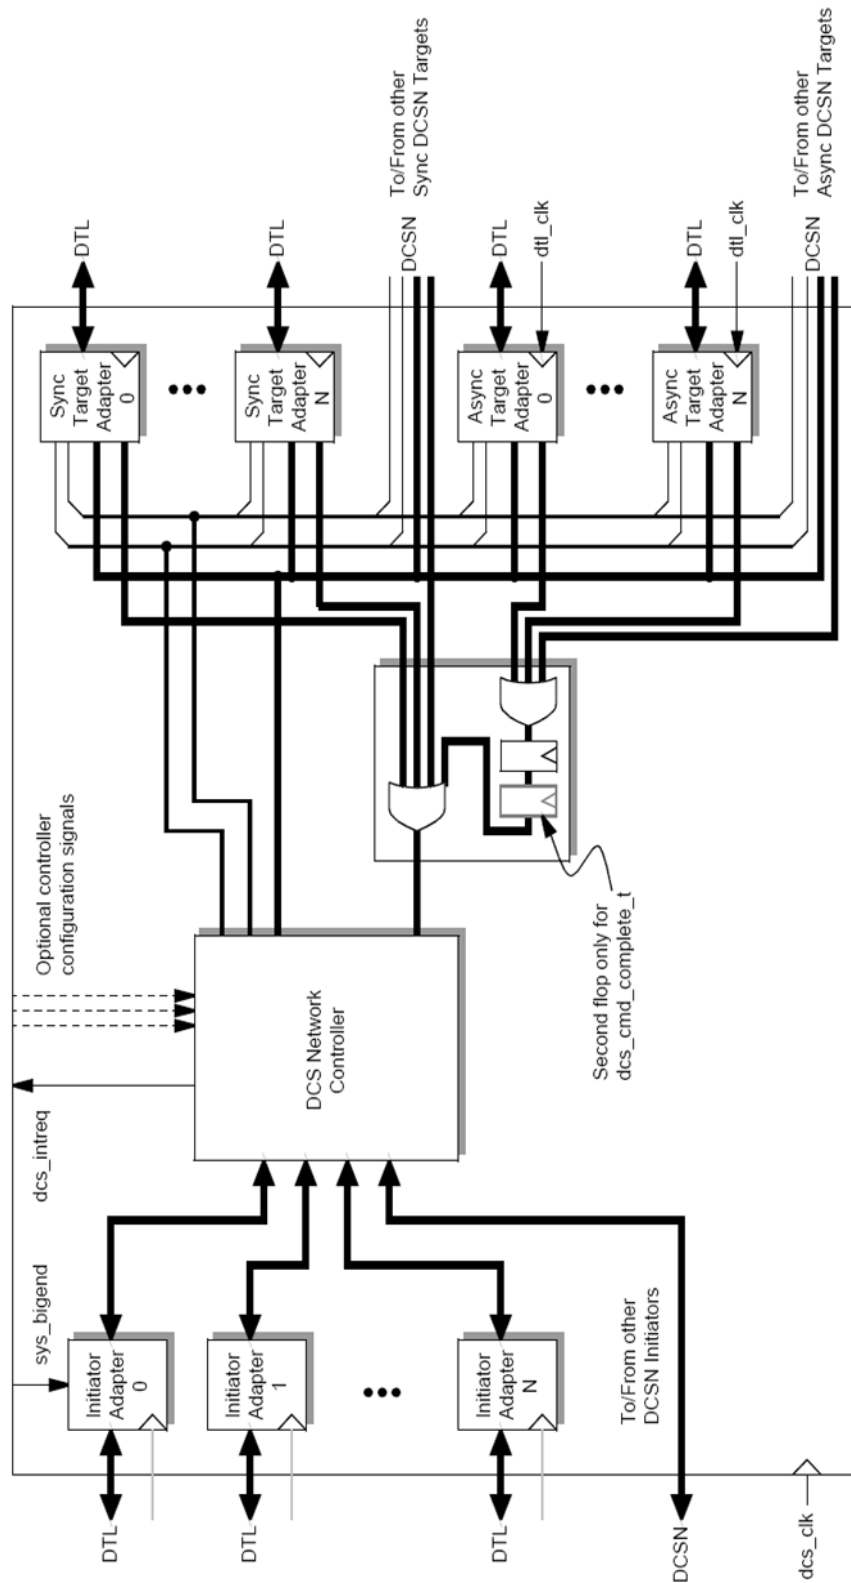 sys_bigend
dcs_intreq
Optional controller
configuration signals
DTL
Initiator
Adapter
0
DTL
Initiator
Adapter
1
DTL
Initiator
Adapter
N
To/From other
DCSN Initiators
DCSN
dcs_clk
DCS Network
Controller
Second flop only for
dcs_cmd_complete_t
Sync
Target
Adapter
0
DTL
Sync
Target
Adapter
N
DTL
DCSN
To/From other
Sync DCSN Targets
Async
Target
Adapter
0
DTL
dtl_clk
Async
Target
Adapter
N
DTL
dtl_clk
DCSN
To/From other
Async DCSN Targets